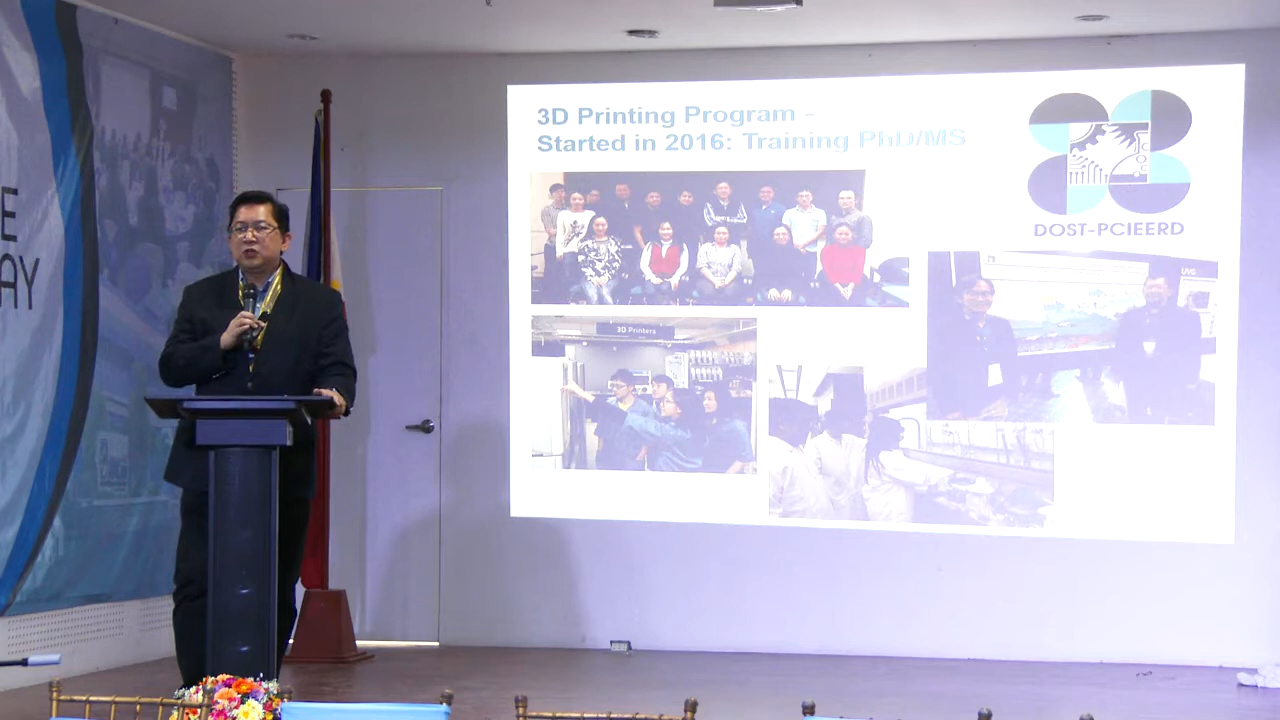 E
AY
3D Printing Program -
Started in 2016: Training PhD/MS
DOST-PCIEERD
3D Printers